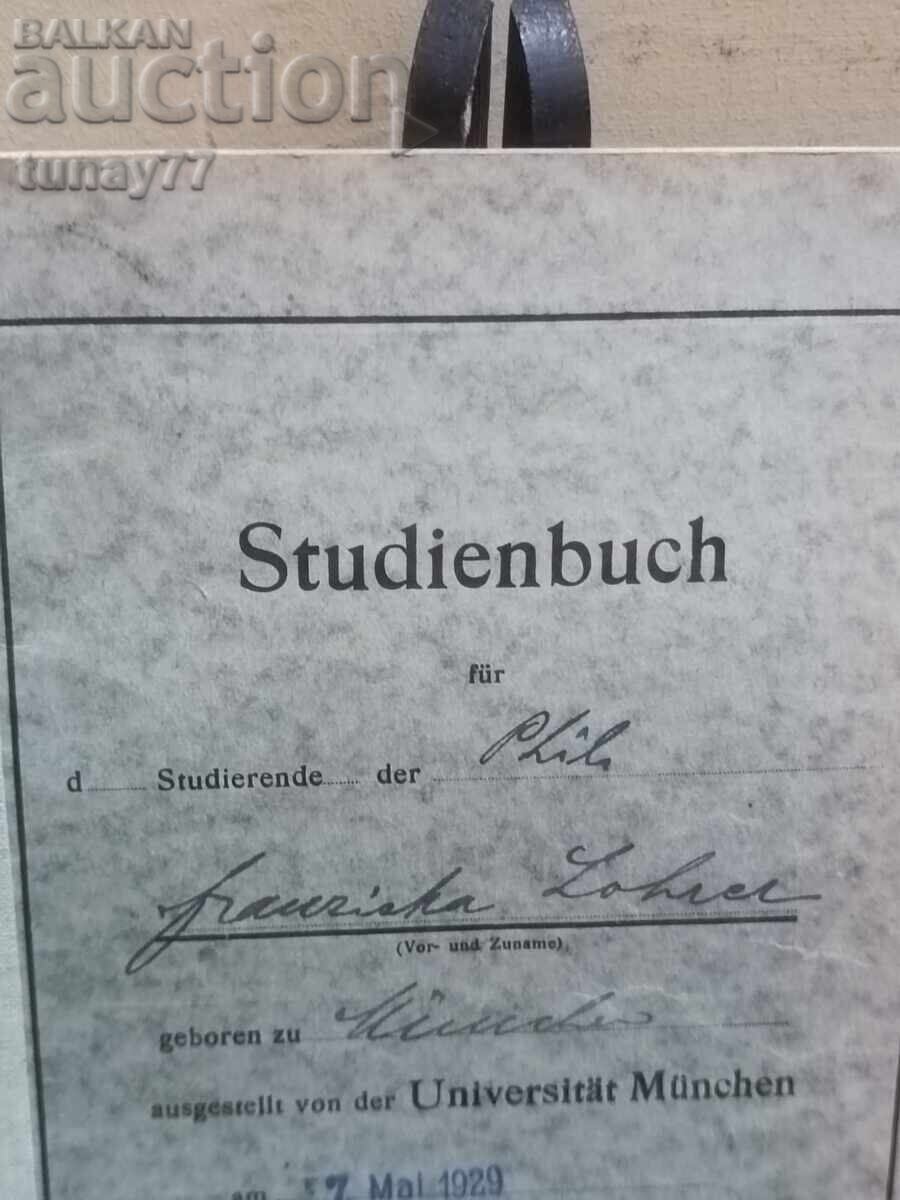 BALKAN
auction
tunay77
Studienbuch
für
d........ Studierende........ der Phil.
Franziska Lohrer
(Vor- und Zuname)
geboren zu München
ausgestellt von der Universität München
am 7. Mai 1929